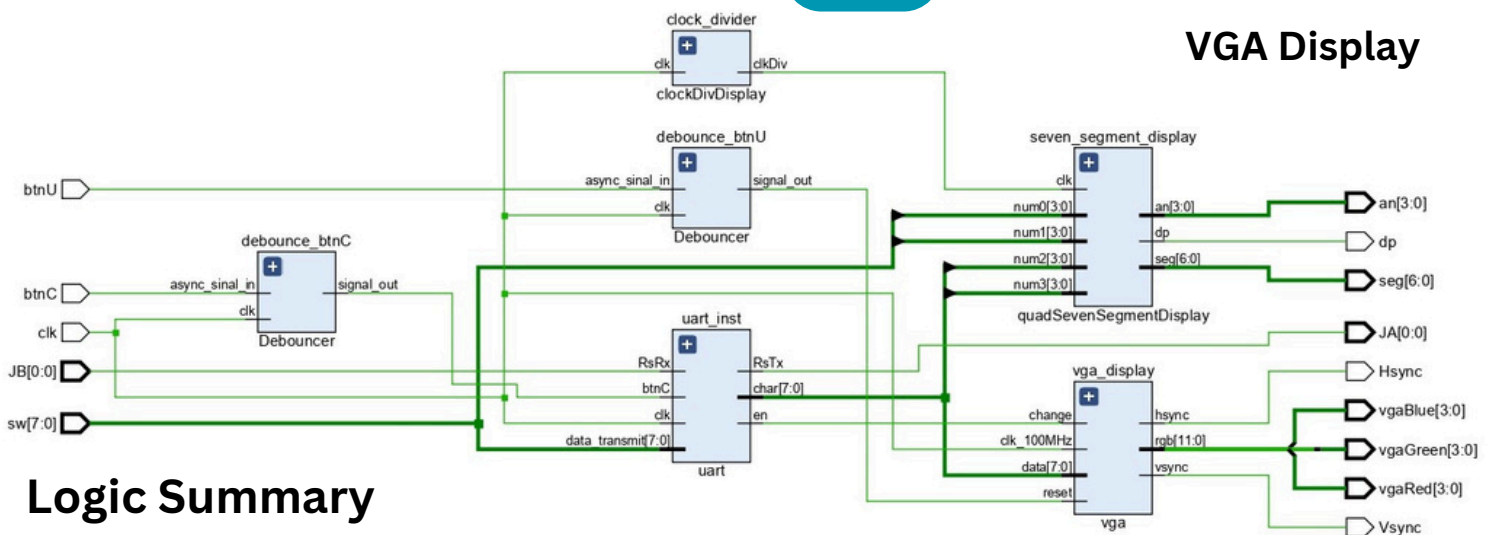 VGA Display
Logic Summary
clock_divider
clk
clkDiv
clockDivDisplay
debounce_btnU
async_sinal_in
signal_out
clk
Debouncer
btnU
debounce_btnC
btnC
async_sinal_in
signal_out
clk
clk
Debouncer
JB[0:0]
sw[7:0]
uart_inst
RsRx
RsTx
btnC
char[7:0]
clk
en
data_transmit[7:0]
uart
seven_segment_display
clk
num0[3:0]
an[3:0]
num1[3:0]
dp
num2[3:0]
seg[6:0]
num3[3:0]
quadSevenSegmentDisplay
vga_display
change
hsync
clk_100MHz
rgb[11:0]
data[7:0]
vsync
reset
vga
an[3:0]
dp
seg[6:0]
JA[0:0]
Hsync
vgaBlue[3:0]
vgaGreen[3:0]
vgaRed[3:0]
Vsync